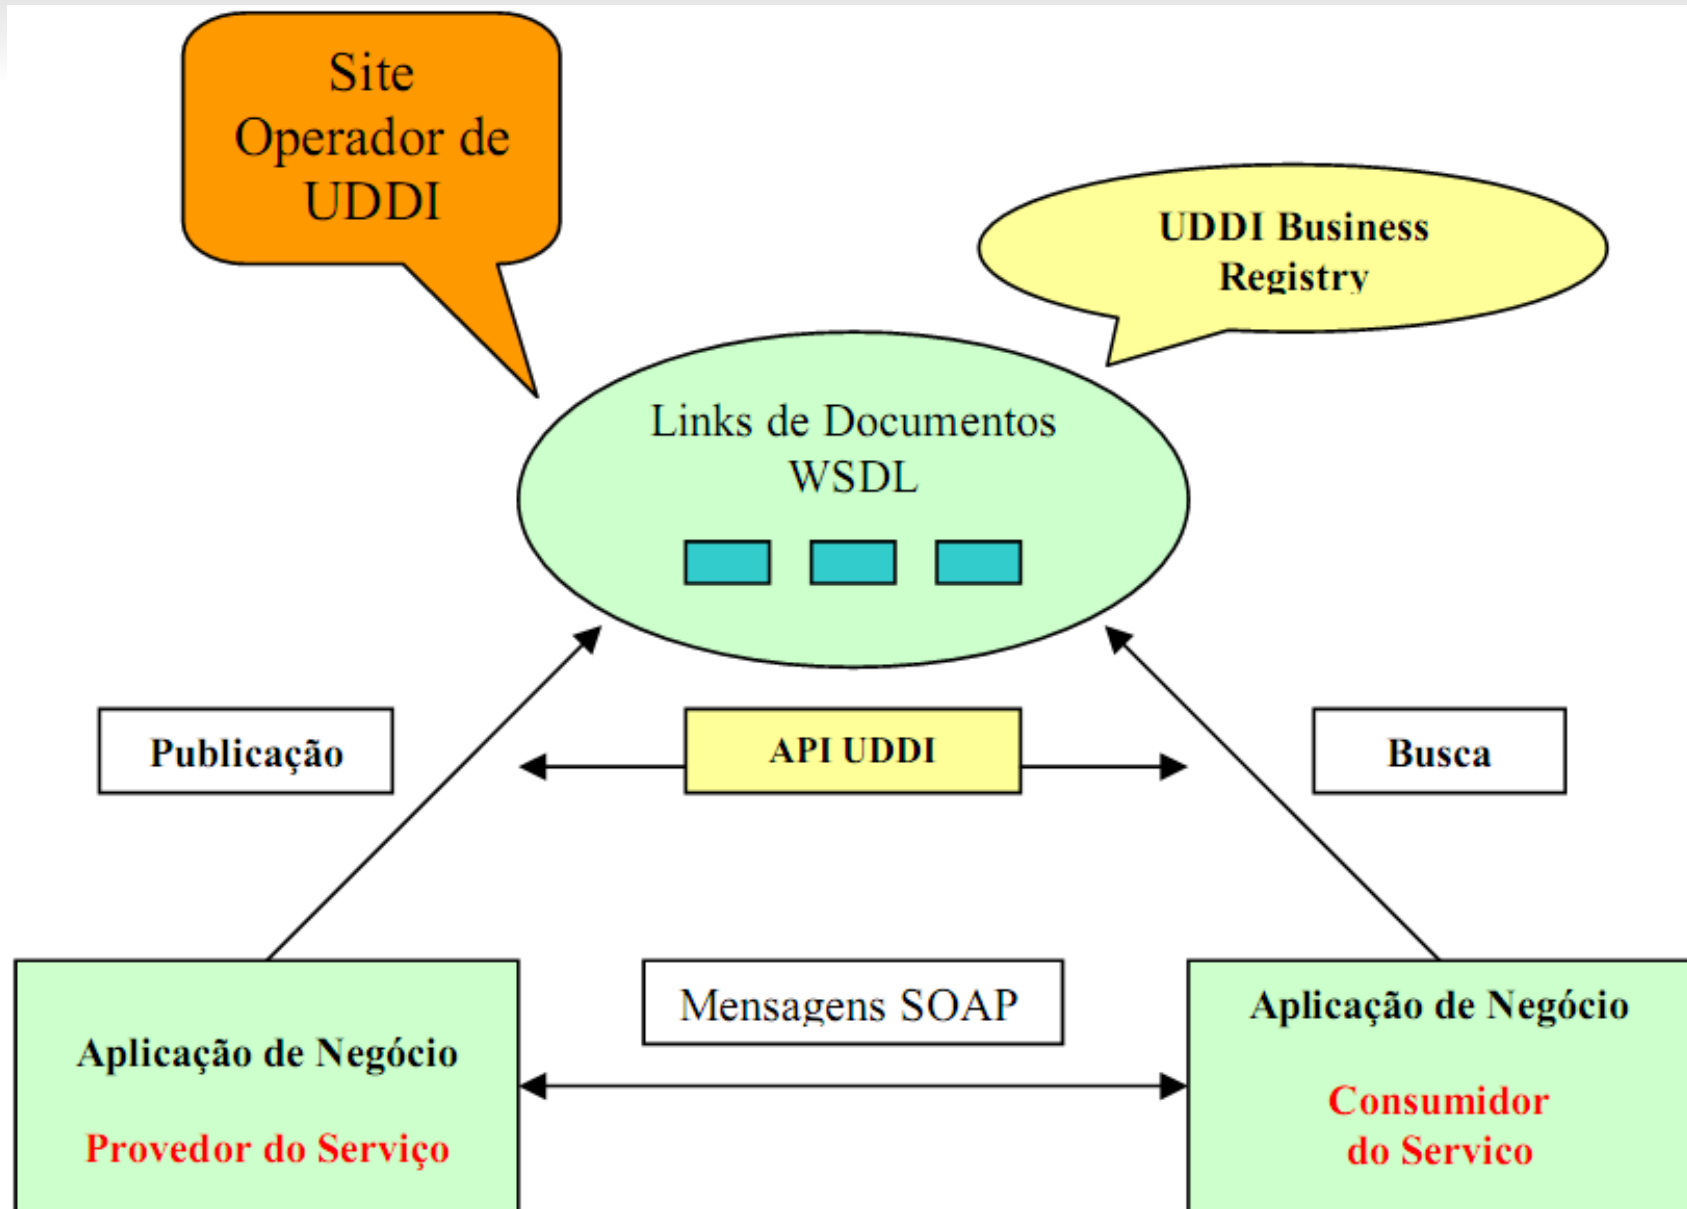 Site
Operador de
UDDI
UDDI Business
Registry
Links de Documentos
WSDL
Publicação
API UDDI
Busca
Mensagens SOAP
Aplicação de Negócio
Provedor do Serviço
Aplicação de Negócio
Consumidor
do Servico